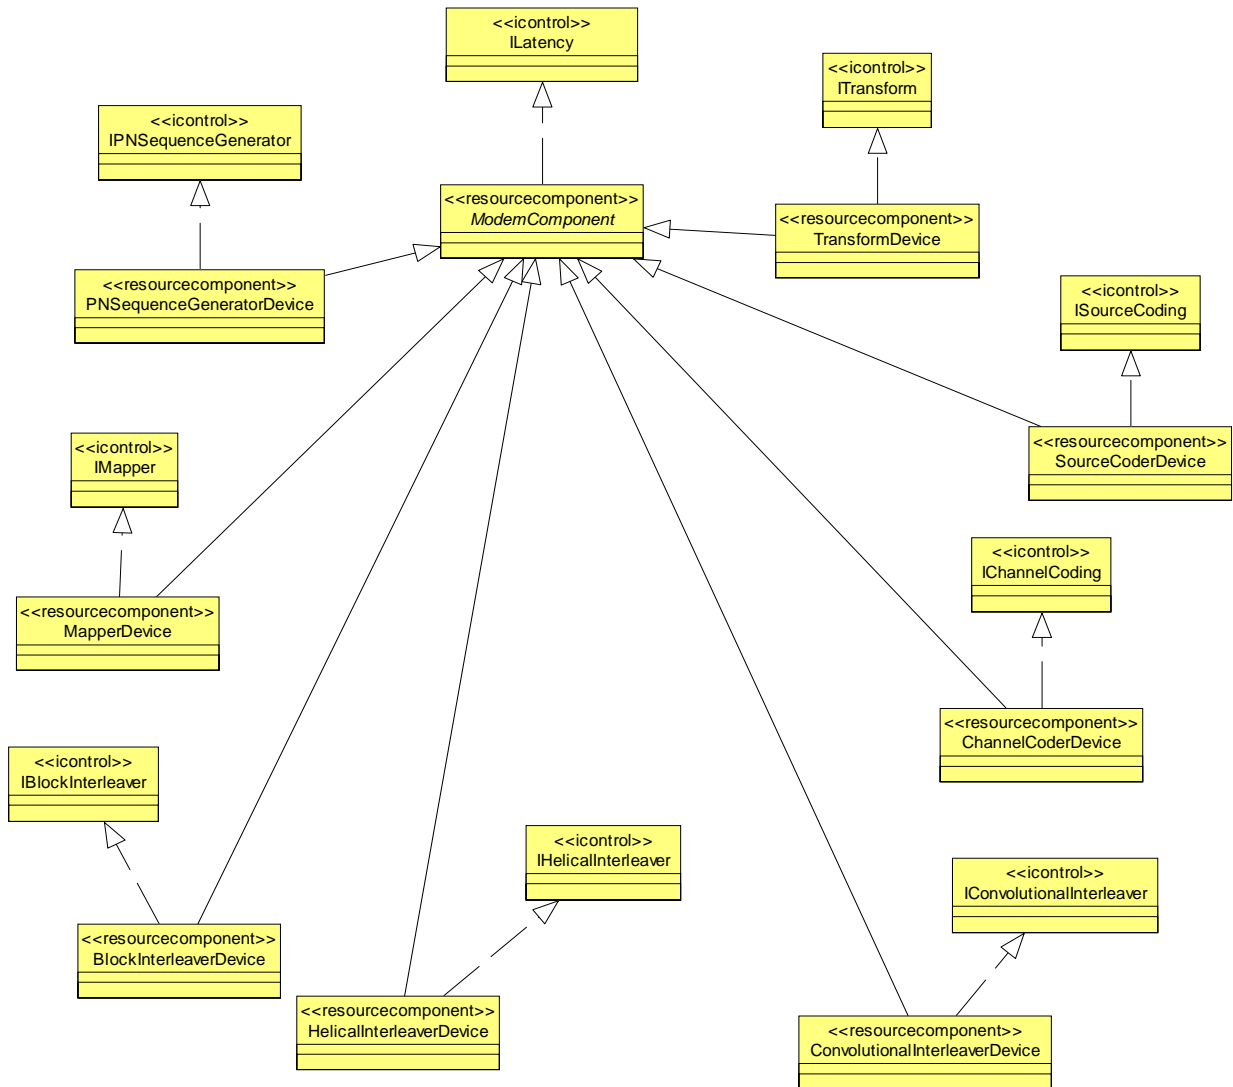 <<icontrol>>
ILatency
<<icontrol>>
ITransform
<<icontrol>>
IPNSequenceGenerator
<<resourcecomponent>>
ModemComponent
<<resourcecomponent>>
TransformDevice
<<resourcecomponent>>
PNSequenceGeneratorDevice
<<icontrol>>
ISourceCoding
<<icontrol>>
IMapper
<<resourcecomponent>>
SourceCoderDevice
<<icontrol>>
IChannelCoding
<<resourcecomponent>>
MapperDevice
<<resourcecomponent>>
ChannelCoderDevice
<<icontrol>>
IBlockInterleaver
<<icontrol>>
IHelicalInterleaver
<<icontrol>>
IConvolutionalInterleaver
<<resourcecomponent>>
BlockInterleaverDevice
<<resourcecomponent>>
HelicalInterleaverDevice
<<resourcecomponent>>
ConvolutionalInterleaverDevice